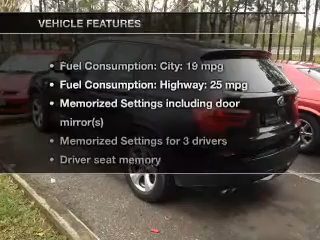 VEHICLE FEATURES
• Fuel Consumption: City: 19 mpg
• Fuel Consumption: Highway: 25 mpg
• Memorized Settings including door
mirror(s)
• Memorized Settings for 3 drivers
• Driver seat memory